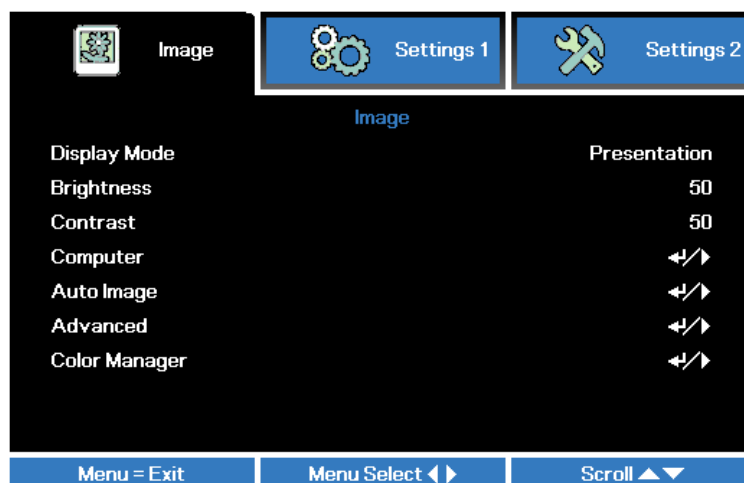 Image Settings 1 Settings 2
Image
Display Mode Presentation
Brightness 50
Contrast 50
Computer
Auto Image
Advanced
Color Manager
Menu = Exit Menu Select Scroll